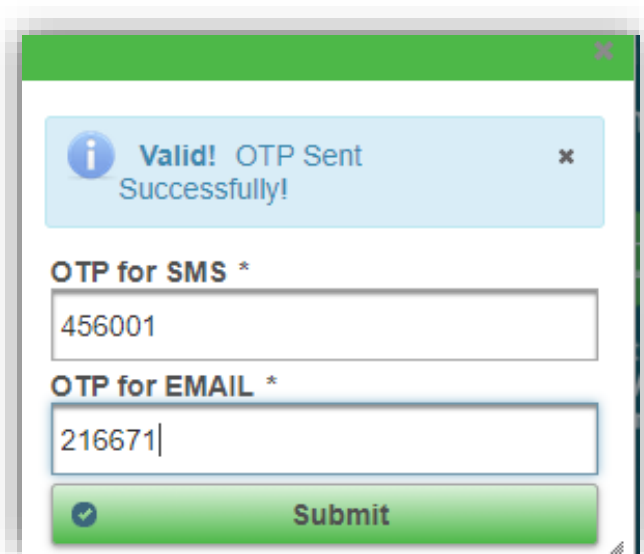 Valid! OTP Sent
Successfully!
OTP for SMS *
456001
OTP for EMAIL *
216671
Submit